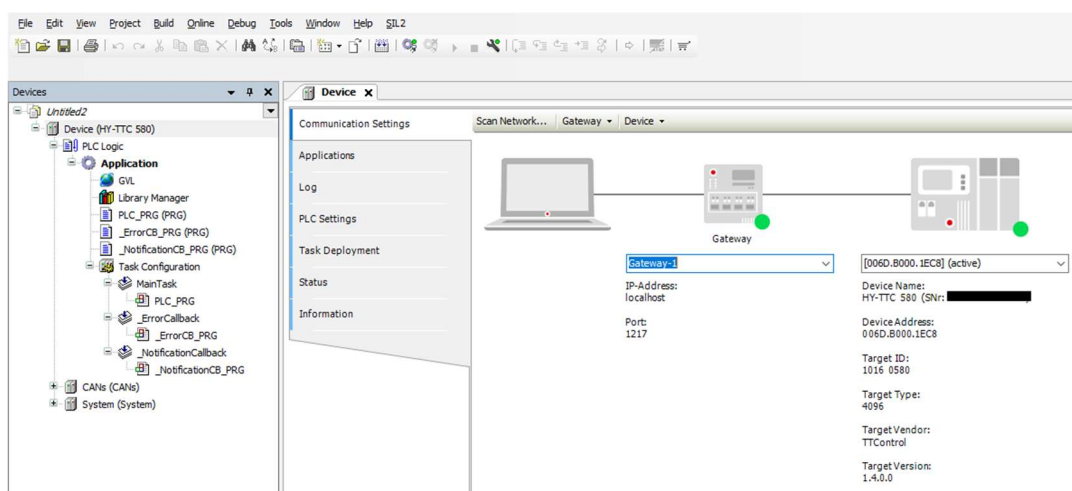 File Edit View Project Build Online Debug Tools Window Help SIL2
Devices
Untitled2
Device (HY-TTC 580)
PLC Logic
Application
GVL
Library Manager
PLC_PRG (PRG)
_ErrorCB_PRG (PRG)
_NotificationCB_PRG (PRG)
Task Configuration
MainTask
PLC_PRG
_ErrorCallback
_ErrorCB_PRG
_NotificationCallback
_NotificationCB_PRG
CANs (CANs)
System (System)
Device
Communication Settings
Applications
Log
PLC Settings
Task Deployment
Status
Information
Scan Network... Gateway Device
Gateway
Gateway-1
IP-Address:
localhost
Port:
1217
[006D.B000.1EC8] (active)
Device Name:
HY-TTC 580 (SNr:
Device Address:
006D.B000.1EC8
Target ID:
1016 0580
Target Type:
4096
Target Vendor:
TTControl
Target Version:
1.4.0.0